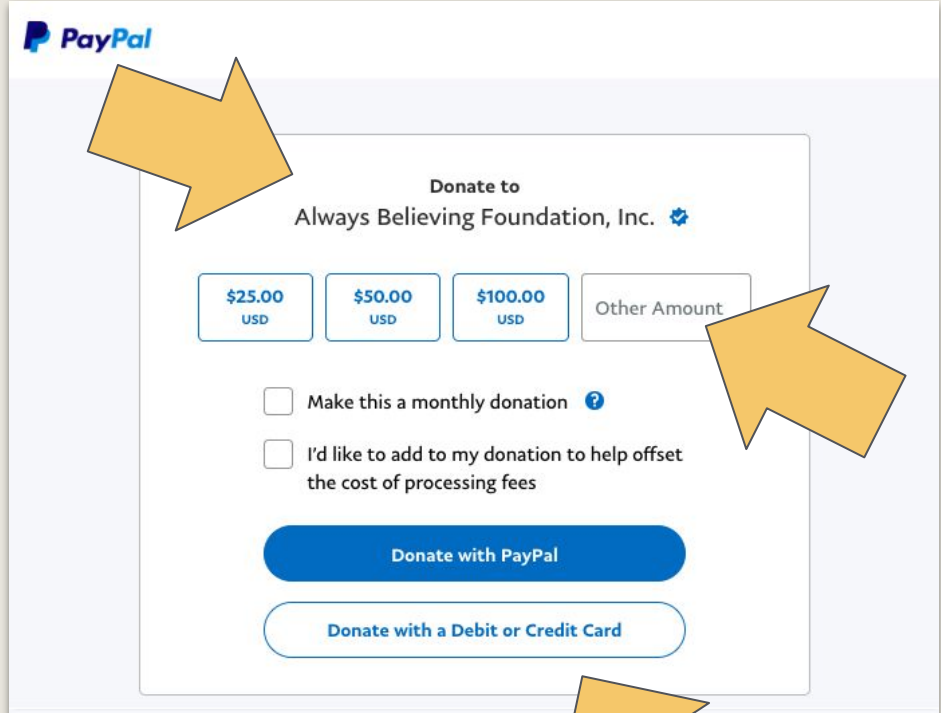 PayPal
Donate to
Always Believing Foundation, Inc.
$25.00 $50.00 $100.00 Other Amount
USD USD USD
Make this a monthly donation ?
I'd like to add to my donation to help offset
the cost of processing fees
Donate with PayPal
Donate with a Debit or Credit Card